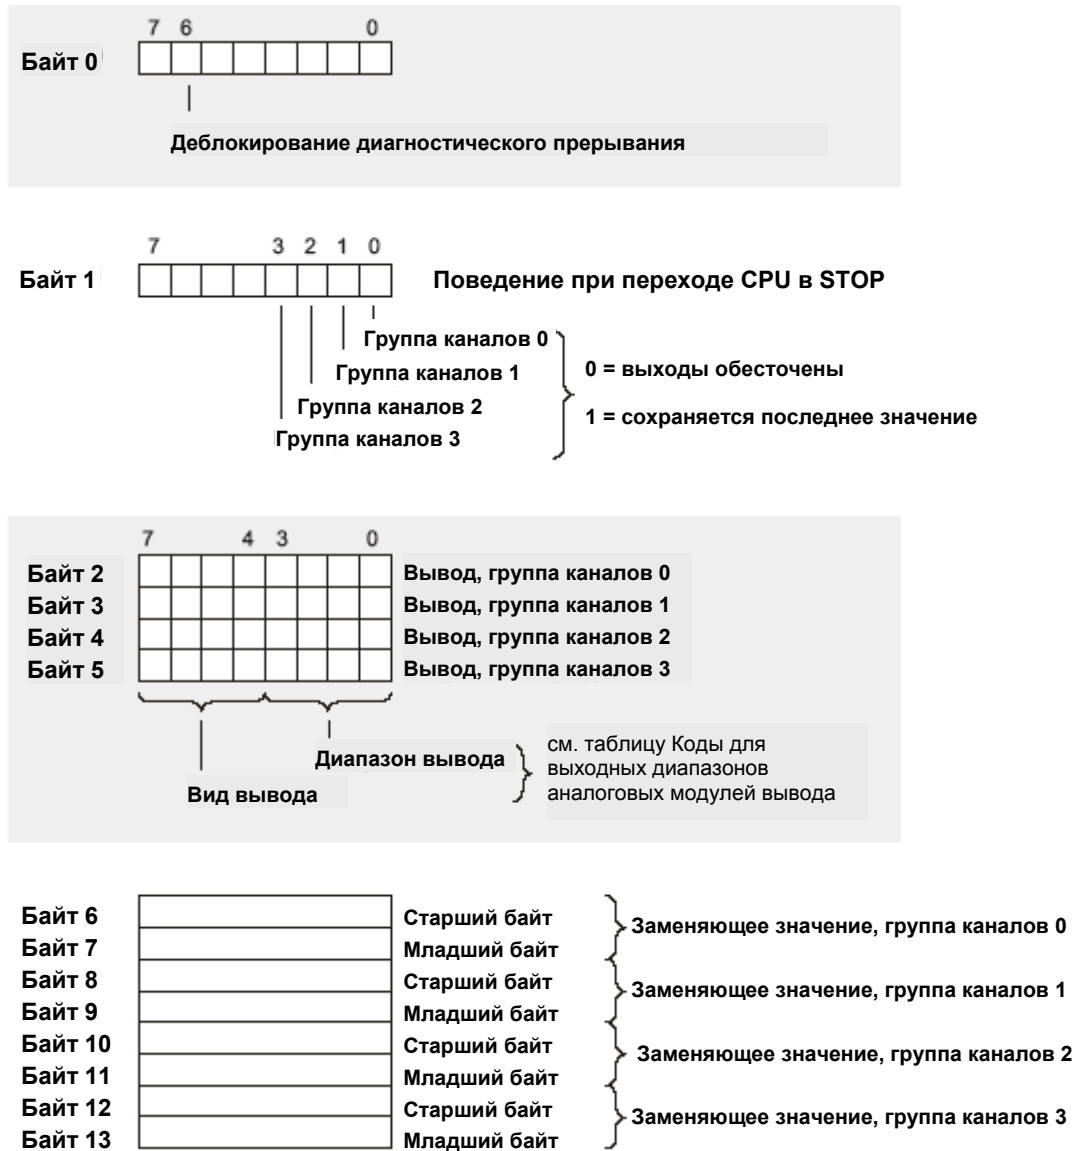 7 6 0
Байт 0
Деблокирование диагностического прерывания
7 3 2 1 0
Байт 1 Поведение при переходе CPU в STOP
Группа каналов 0
Группа каналов 1
Группа каналов 2
Группа каналов 3
0 = выходы обесточены
1 = сохраняется последнее значение
7 4 3 0
Байт 2 Вывод, группа каналов 0
Байт 3 Вывод, группа каналов 1
Байт 4 Вывод, группа каналов 2
Байт 5 Вывод, группа каналов 3
Диапазон вывода
Вид вывода
см. таблицу Коды для
выходных диапазонов
аналоговых модулей вывода
Байт 6 Старший байт
Заменяющее значение, группа каналов 0
Байт 7 Младший байт
Байт 8 Старший байт
Заменяющее значение, группа каналов 1
Байт 9 Младший байт
Байт 10 Старший байт
Заменяющее значение, группа каналов 2
Байт 11 Младший байт
Байт 12 Старший байт
Заменяющее значение, группа каналов 3
Байт 13 Младший байт